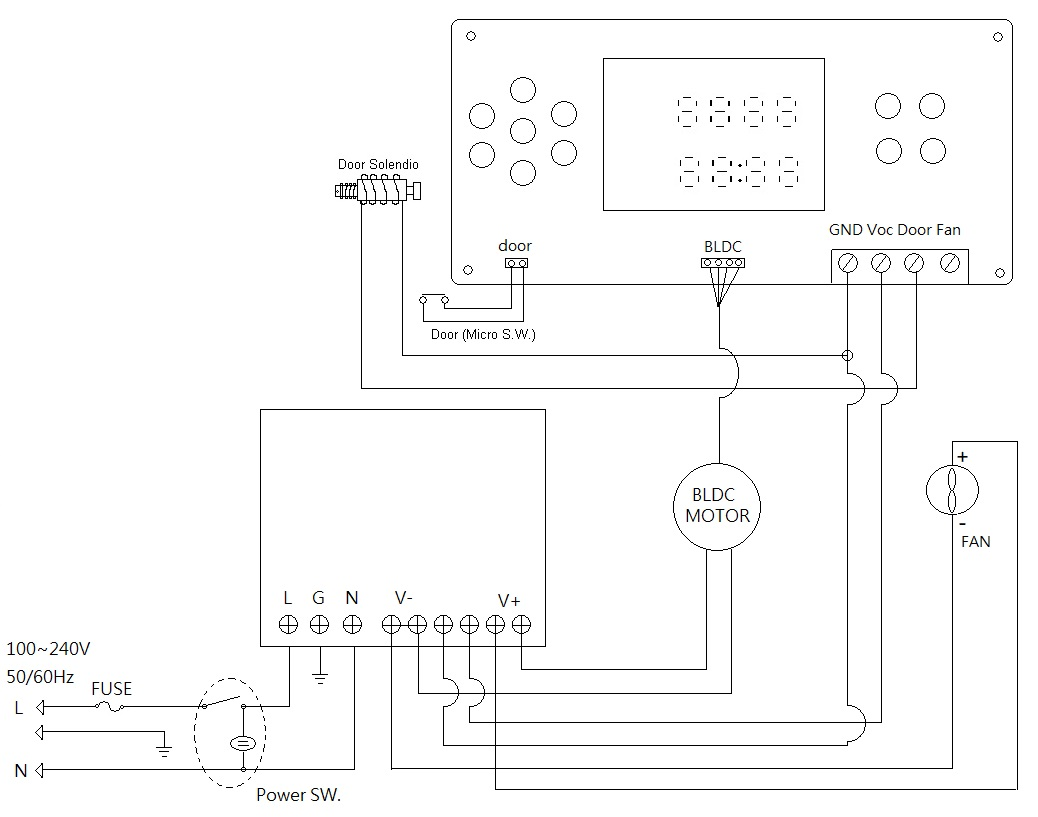 Door Solendio
door
BLDC
GND Voc Door Fan
Door (Micro S.W.)
BLDC
MOTOR
+
-
FAN
L G N V- V+
100~240V
50/60Hz
FUSE
L
N
Power SW.